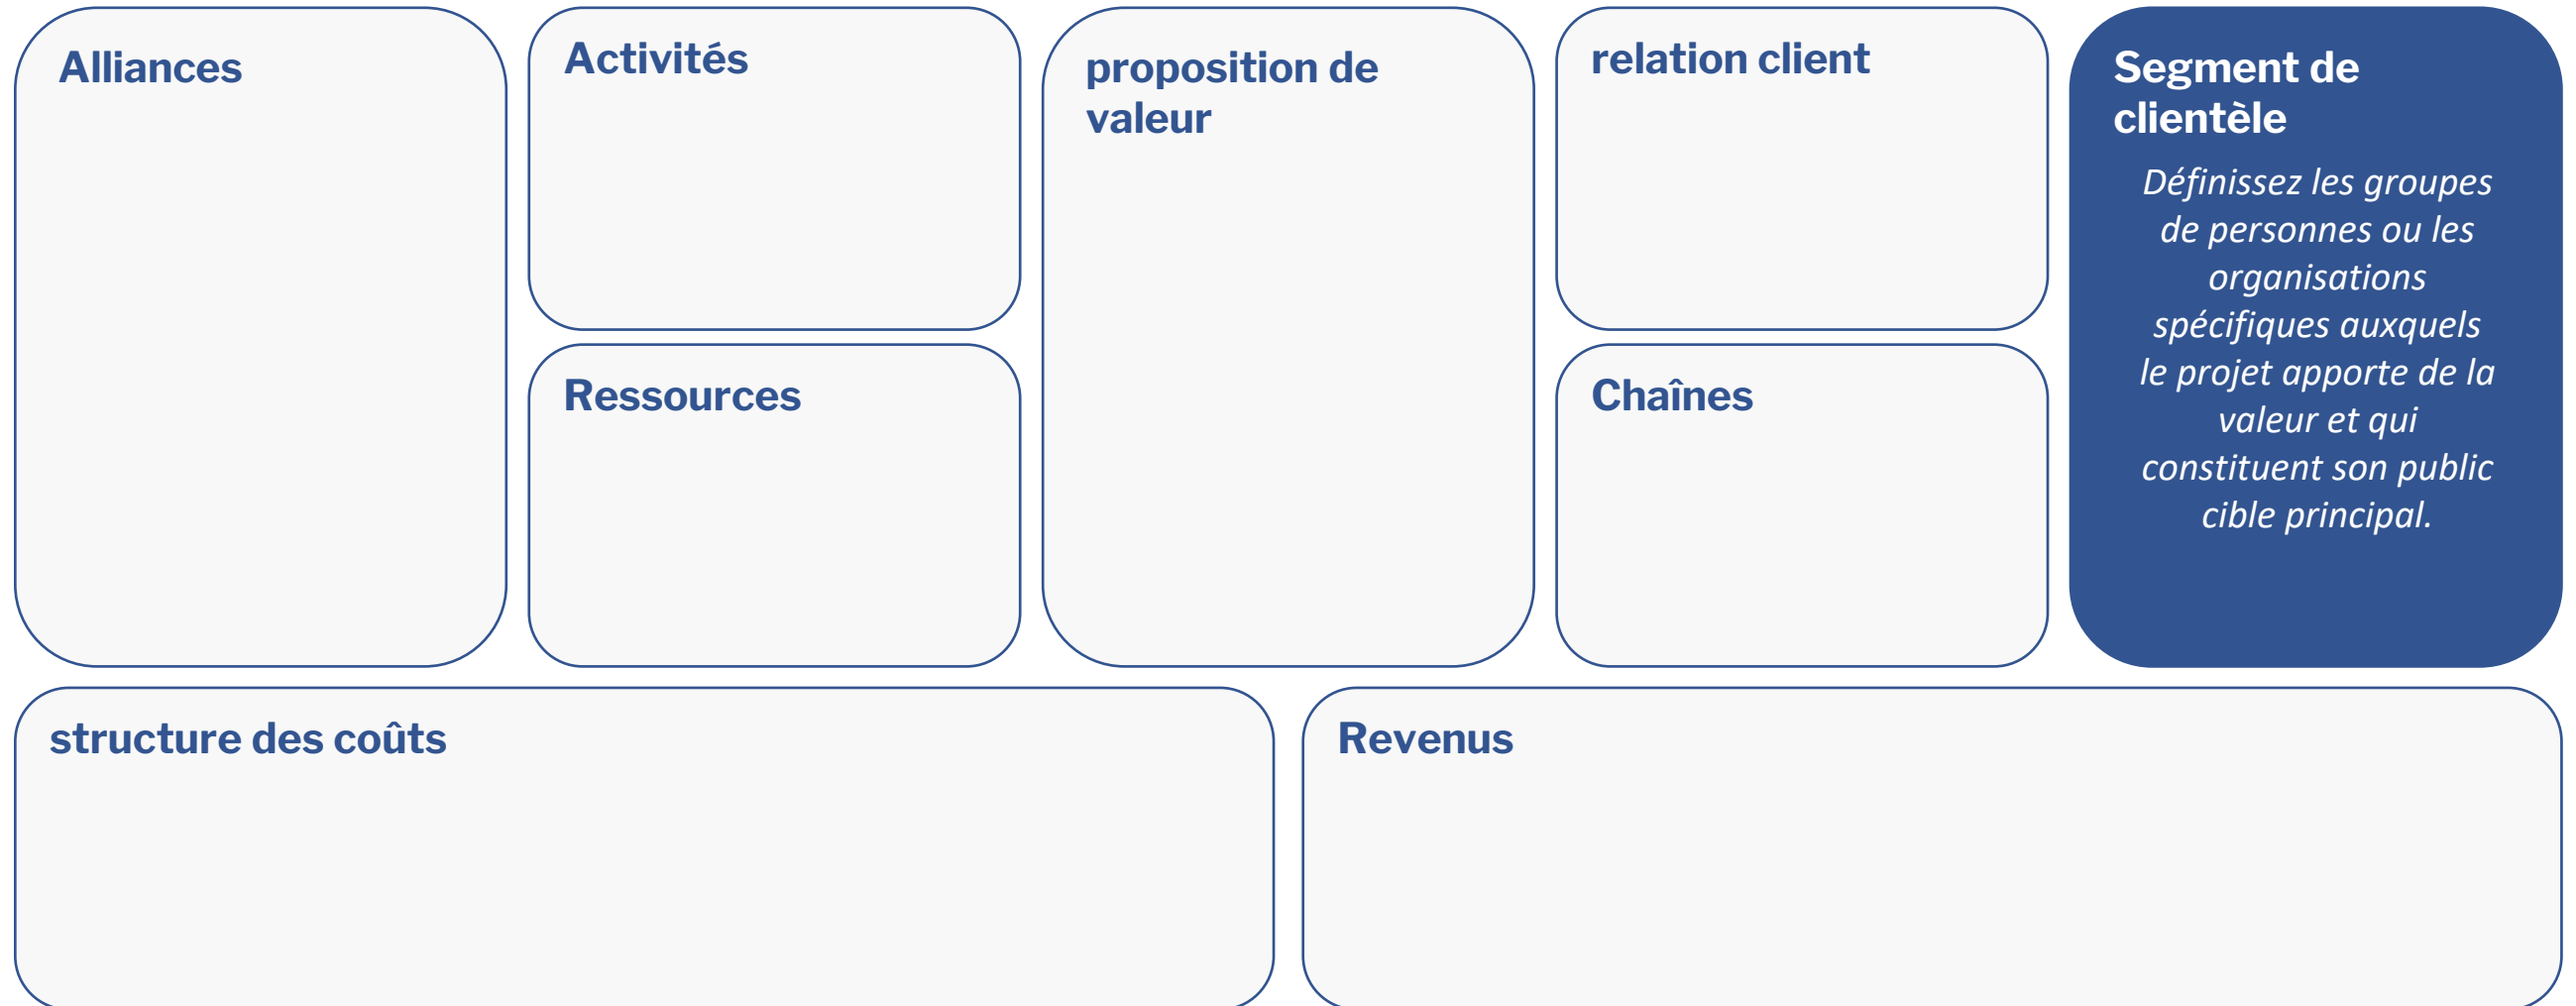 Alliances
Activités
Ressources
proposition de
valeur
relation client
Chaînes
Segment de
clientèle
Définissez les groupes
de personnes ou les
organisations
spécifiques auxquels
le projet apporte de la
valeur et qui
constituent son public
cible principal.
structure des coûts
Revenus